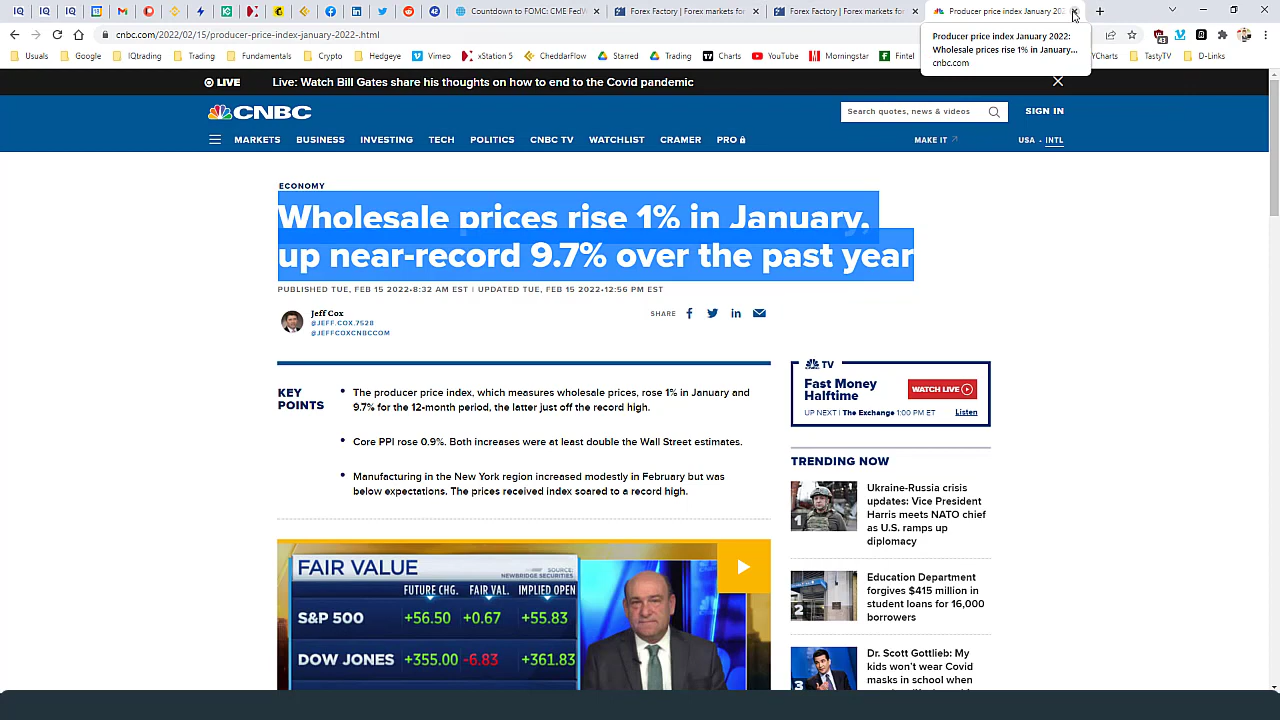 Countdown to FOMC: CME Fed
Forex Factory | Forex markets for
Forex Factory | Forex markets for
Producer price index January 202
cnbc.com/2022/02/15/producer-price-index-january-2022-.html
43
Producer price index January 2022:
Wholesale prices rise 1% in January...
cnbc.com
Usuals
Google
Trading
Fundamentals
Crypto
Hedgeye
Vimeo
xStation 5
CheddarFlow
Starred
Trading
Charts
YouTube
Morningstar
Fintel
YCharts
TastyTV
D-Links
LIVE
Live: Watch Bill Gates share his thoughts on how to end to the Covid pandemic
CNBC
Search quotes, news & videos
SIGN IN
MARKETS
BUSINESS
INVESTING
TECH
POLITICS
CNBC TV
WATCHLIST
CRAMER
PRO
MAKE IT
USA • INTL
ECONOMY
Wholesale prices rise 1% in January,
up near-record 9.7% over the past year
PUBLISHED TUE, FEB 15 2022•8:32 AM EST | UPDATED TUE, FEB 15 2022•12:56 PM EST
Jeff Cox
@JEFF.COX.7528
@JEFFCOXCNBCCOM
SHARE
KEY
POINTS
The producer price index, which measures wholesale prices, rose 1% in January and
9.7% for the 12-month period, the latter just off the record high.
Core PPI rose 0.9%. Both increases were at least double the Wall Street estimates.
Manufacturing in the New York region increased modestly in February but was
below expectations. The prices received index soared to a record high.
FAIR VALUE
SOURCE:
NEWBRIDGE SECURITIES
FUTURE CHG. FAIR VAL. IMPLIED OPEN
S&P 500 +56.50 +0.67 +55.83
DOW JONES +355.00 -6.83 +361.83
TV
Fast Money
Halftime
WATCH LIVE
UP NEXT | The Exchange 1:00 PM ET
Listen
TRENDING NOW
1
Ukraine-Russia crisis
updates: Vice President
Harris meets NATO chief
as U.S. ramps up
diplomacy
2
Education Department
forgives $415 million in
student loans for 16,000
borrowers
3
Dr. Scott Gottlieb: My
kids won't wear Covid
masks in school when